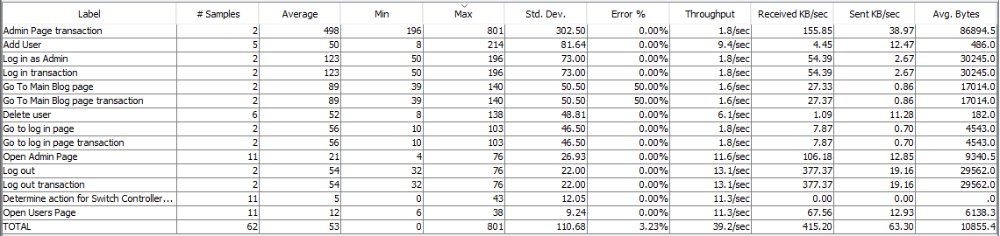 Label # Samples Average Min Max Std. Dev. Error % Throughput Received KB/sec Sent KB/sec Avg. Bytes
Admin Page transaction 2 498 196 801 302.50 0.00% 1.8/sec 155.85 38.97 86894.5
Add User 5 50 8 214 81.64 0.00% 9.4/sec 4.45 12.47 486.0
Log in as Admin 2 123 50 196 73.00 0.00% 1.8/sec 54.39 2.67 30245.0
Log in transaction 2 123 50 196 73.00 0.00% 1.8/sec 54.39 2.67 30245.0
Go To Main Blog page 2 89 39 140 50.50 50.00% 1.6/sec 27.33 0.86 17014.0
Go To Main Blog page transaction 2 89 39 140 50.50 50.00% 1.6/sec 27.37 0.86 17014.0
Delete user 6 52 8 138 48.81 0.00% 6.1/sec 1.09 11.28 182.0
Go to log in page 2 56 10 103 46.50 0.00% 1.8/sec 7.87 0.70 4543.0
Go to log in page transaction 2 56 10 103 46.50 0.00% 1.8/sec 7.87 0.70 4543.0
Open Admin Page 11 21 4 76 26.93 0.00% 11.6/sec 106.18 12.85 9340.5
Log out 2 54 32 76 22.00 0.00% 13.1/sec 377.37 19.16 29562.0
Log out transaction 2 54 32 76 22.00 0.00% 13.1/sec 377.37 19.16 29562.0
Determine action for Switch Controller... 11 5 0 43 12.05 0.00% 11.3/sec 0.00 0.00 .0
Open Users Page 11 12 6 38 9.24 0.00% 11.3/sec 67.56 12.93 6138.3
TOTAL 62 53 0 801 110.68 3.23% 39.2/sec 415.20 63.30 10855.4